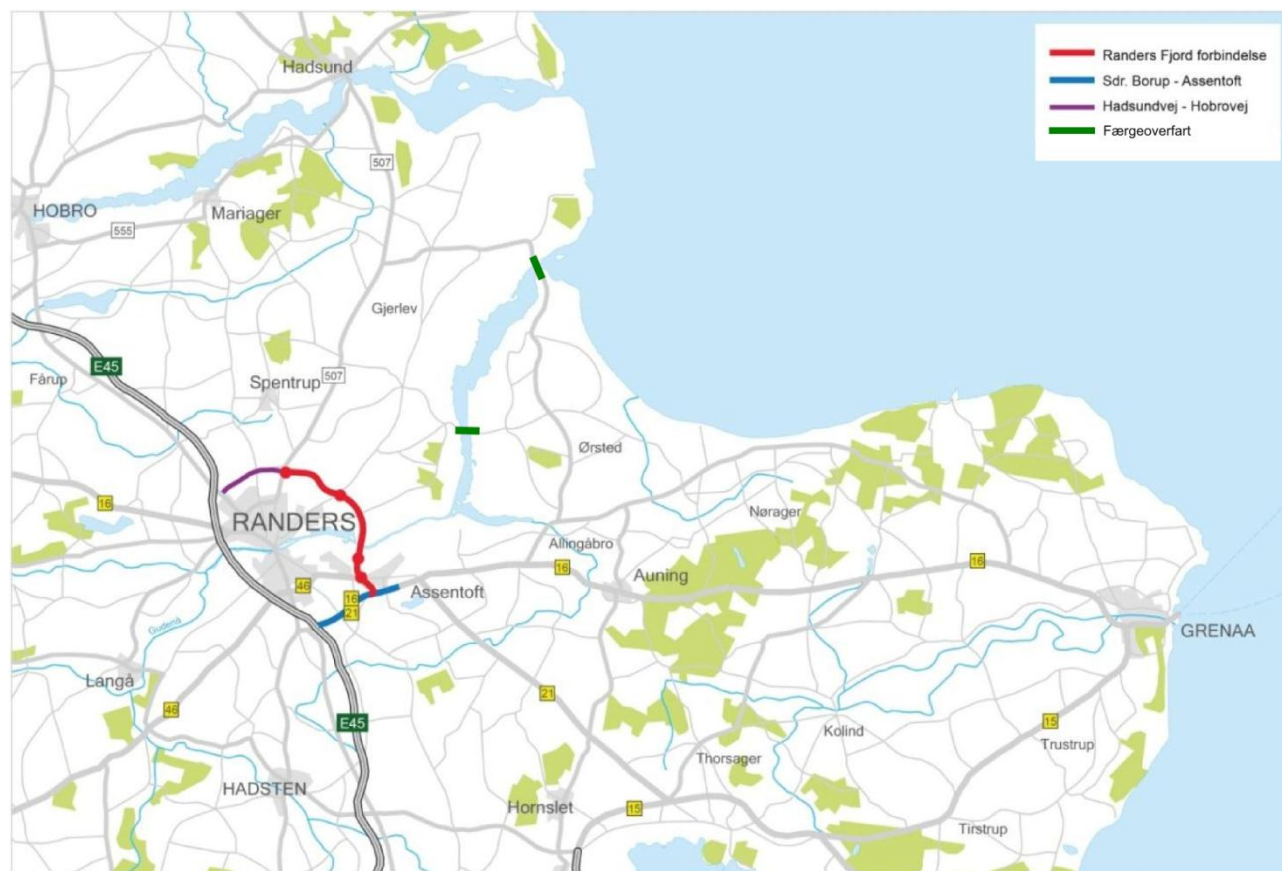 Randers Fjord forbindelse
Sdr. Borup - Assentoft
Hadsundvej - Hobrovej
Færgeoverfart
Hadsund
507
HOBRO
Mariager
555
Gjerlev
E45
Fårup
Spentrup
507
Ørsted
16
RANDERS
Nørager
Allingåbro
16
16
46
Assentoft
Auning
16
21
Gudenå
GRENAA
Langå
46
21
E45
15
Kolind
Trustrup
Thorsager
HADSTEN
Hornslet
15
Tirstrup